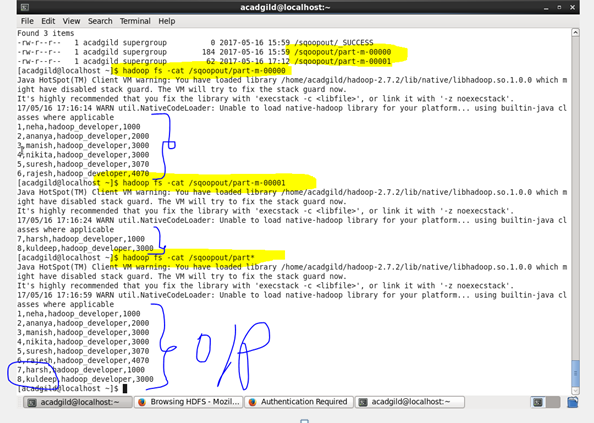 acadgild@localhost:~
File Edit View Search Terminal Help
Found 3 items
-rw-r--r-- 1 acadgild supergroup 0 2017-05-16 15:59 /sqoopout/_SUCCESS
-rw-r--r-- 1 acadgild supergroup 184 2017-05-16 15:59 /sqoopout/part-m-00000
-rw-r--r-- 1 acadgild supergroup 62 2017-05-16 17:12 /sqoopout/part-m-00001
[acadgild@localhost ~]$ hadoop fs -cat /sqoopout/part-m-00000
Java HotSpot(TM) Client VM warning: You have loaded library /home/acadgild/hadoop-2.7.2/lib/native/libhadoop.so.1.0.0 which m
ight have disabled stack guard. The VM will try to fix the stack guard now.
It's highly recommended that you fix the library with 'execstack -c <libfile>', or link it with '-z noexecstack'.
17/05/16 17:16:14 WARN util.NativeCodeLoader: Unable to load native-hadoop library for your platform... using builtin-java cl
asses where applicable
1,neha,hadoop_developer,1000
2,ananya,hadoop_developer,2000
3,manish,hadoop_developer,3000
4,nikita,hadoop_developer,3000
5,suresh,hadoop_developer,3070
6,rajesh,hadoop_developer,4070
[acadgild@localhost ~]$ hadoop fs -cat /sqoopout/part-m-00001
Java HotSpot(TM) Client VM warning: You have loaded library /home/acadgild/hadoop-2.7.2/lib/native/libhadoop.so.1.0.0 which m
ight have disabled stack guard. The VM will try to fix the stack guard now.
It's highly recommended that you fix the library with 'execstack -c <libfile>', or link it with '-z noexecstack'.
17/05/16 17:16:24 WARN util.NativeCodeLoader: Unable to load native-hadoop library for your platform... using builtin-java cl
asses where applicable
7,harsh,hadoop_developer,1000
8,kuldeep,hadoop_developer,3000
[acadgild@localhost ~]$ hadoop fs -cat /sqoopout/part*
Java HotSpot(TM) Client VM warning: You have loaded library /home/acadgild/hadoop-2.7.2/lib/native/libhadoop.so.1.0.0 which m
ight have disabled stack guard. The VM will try to fix the stack guard now.
It's highly recommended that you fix the library with 'execstack -c <libfile>', or link it with '-z noexecstack'.
17/05/16 17:16:59 WARN util.NativeCodeLoader: Unable to load native-hadoop library for your platform... using builtin-java cl
asses where applicable
1,neha,hadoop_developer,1000
2,ananya,hadoop_developer,2000
3,manish,hadoop_developer,3000
4,nikita,hadoop_developer,3000
5,suresh,hadoop_developer,3070
6,rajesh,hadoop_developer,4070
7,harsh,hadoop_developer,1000
8,kuldeep,hadoop_developer,3000
O/P
[acadgild@localhost ~]$
acadgild@localhost:~ Browsing HDFS - Mozil... Authentication Required acadgild@localhost:~